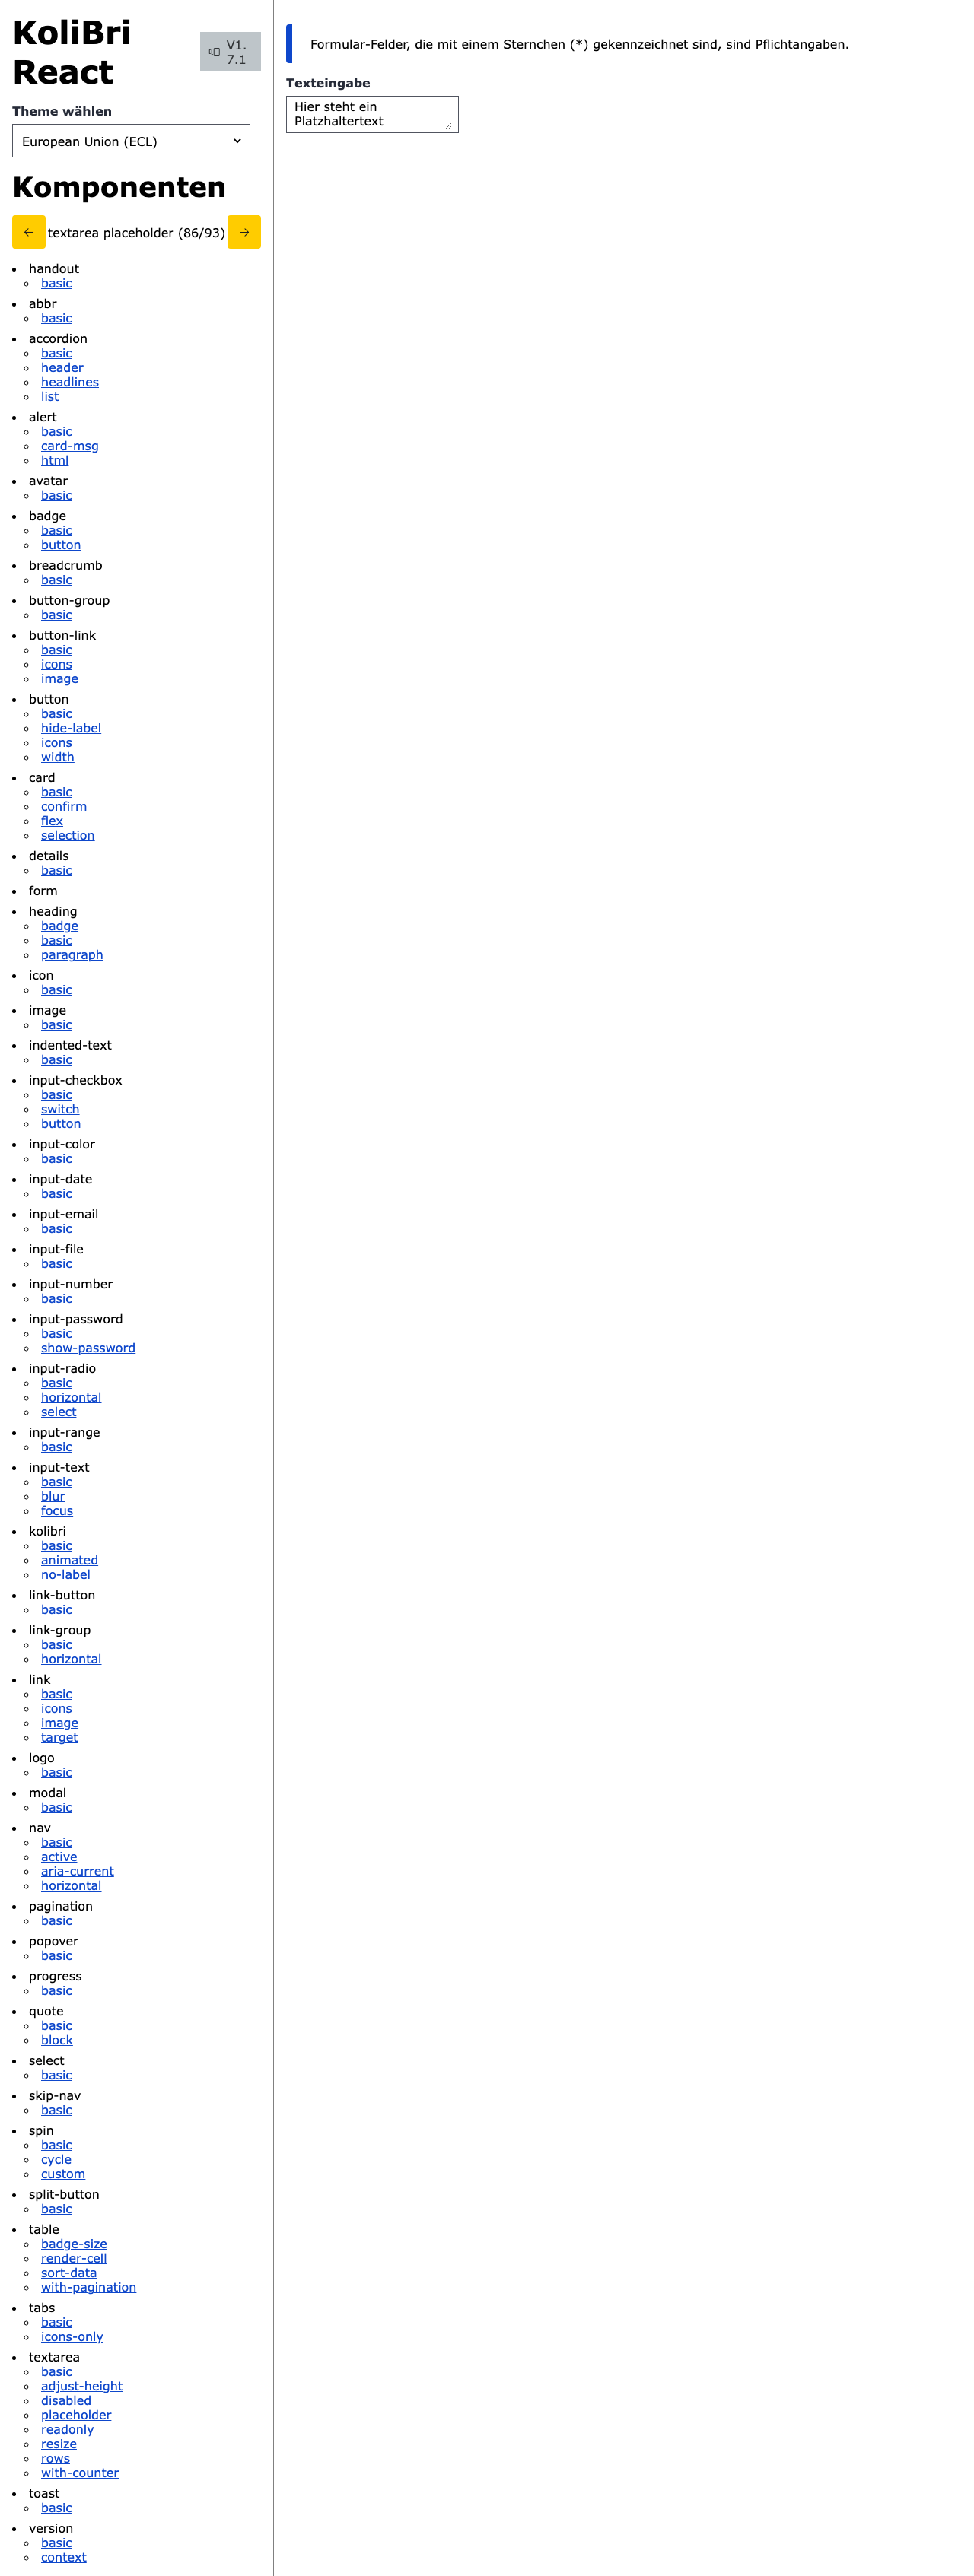 KoliBri
React
V1.
7.1
Theme wählen
European Union (ECL)
Komponenten
← textarea placeholder (86/93) →
handout
basic
abbr
basic
accordion
basic
header
headlines
list
alert
basic
card-msg
html
avatar
basic
badge
basic
button
breadcrumb
basic
button-group
basic
button-link
basic
icons
image
button
basic
hide-label
icons
width
card
basic
confirm
flex
selection
details
basic
form
heading
badge
basic
paragraph
icon
basic
image
basic
indented-text
basic
input-checkbox
basic
switch
button
input-color
basic
input-date
basic
input-email
basic
input-file
basic
input-number
basic
input-password
basic
show-password
input-radio
basic
horizontal
select
input-range
basic
input-text
basic
blur
focus
kolibri
basic
animated
no-label
link-button
basic
link-group
basic
horizontal
link
basic
icons
image
target
logo
basic
modal
basic
nav
basic
active
aria-current
horizontal
pagination
basic
popover
basic
progress
basic
quote
basic
block
select
basic
skip-nav
basic
spin
basic
cycle
custom
split-button
basic
table
badge-size
render-cell
sort-data
with-pagination
tabs
basic
icons-only
textarea
basic
adjust-height
disabled
placeholder
readonly
resize
rows
with-counter
toast
basic
version
basic
context
Formular-Felder, die mit einem Sternchen (*) gekennzeichnet sind, sind Pflichtangaben.
Texteingabe
Hier steht ein
Platzhaltertext